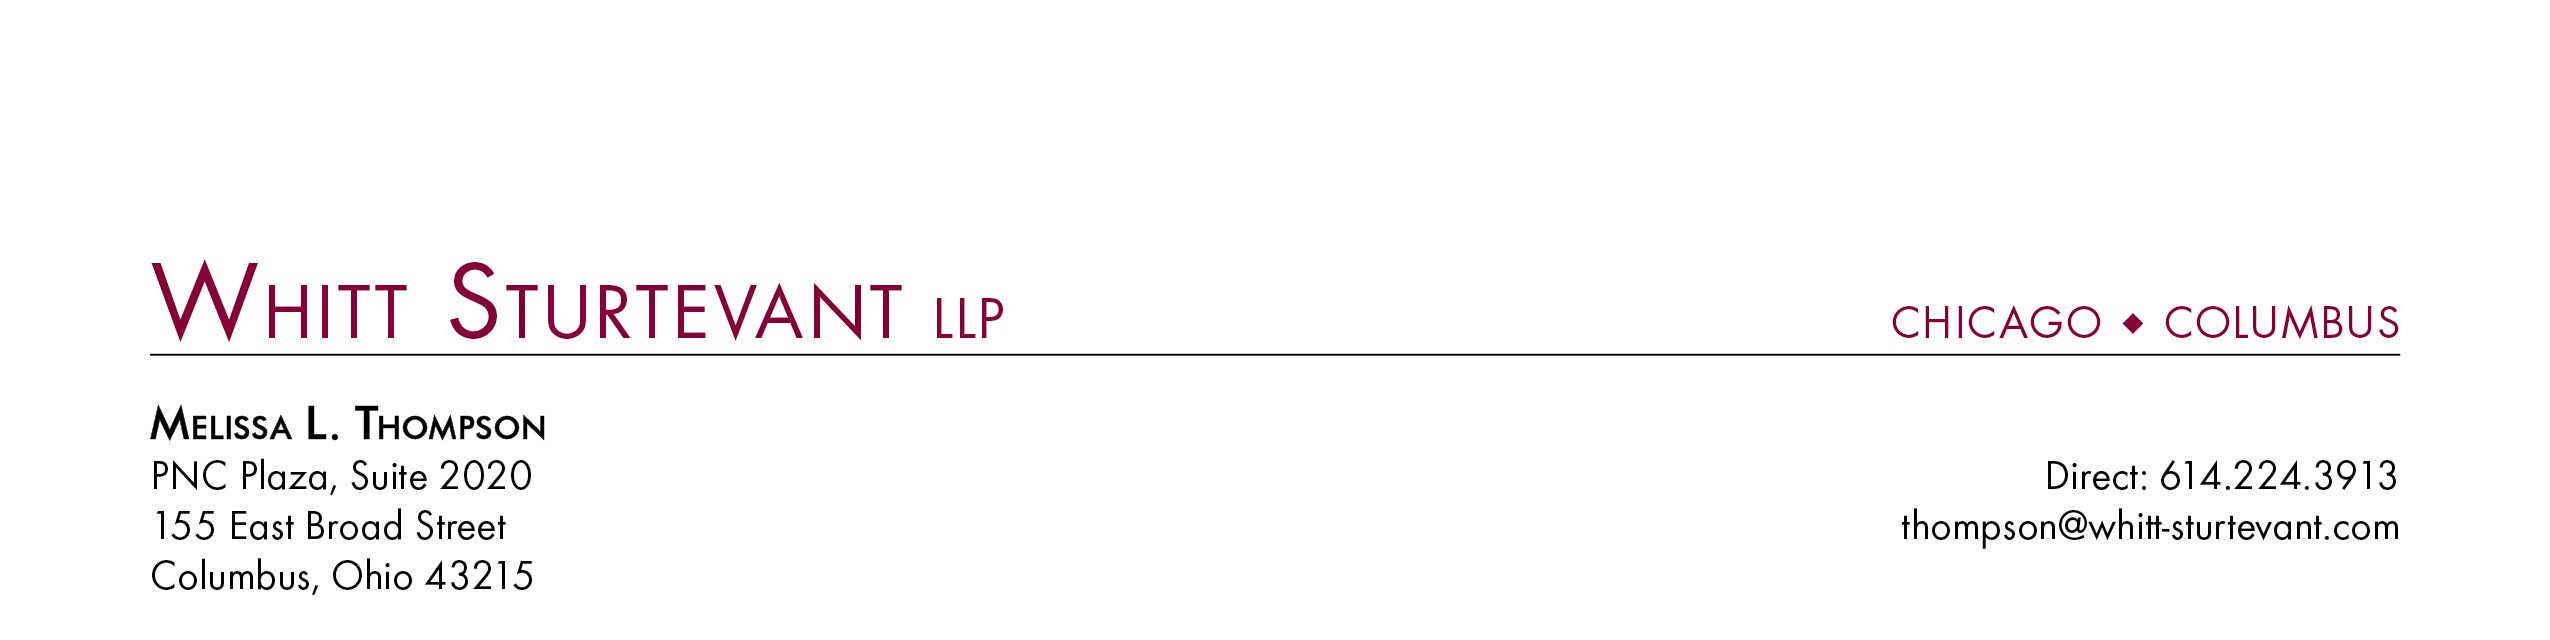 WHITT STURTEVANT LLP CHICAGO ◆ COLUMBUS
MELISSA L. THOMPSON
PNC Plaza, Suite 2020 Direct: 614.224.3913
155 East Broad Street thompson@whitt-sturtevant.com
Columbus, Ohio 43215